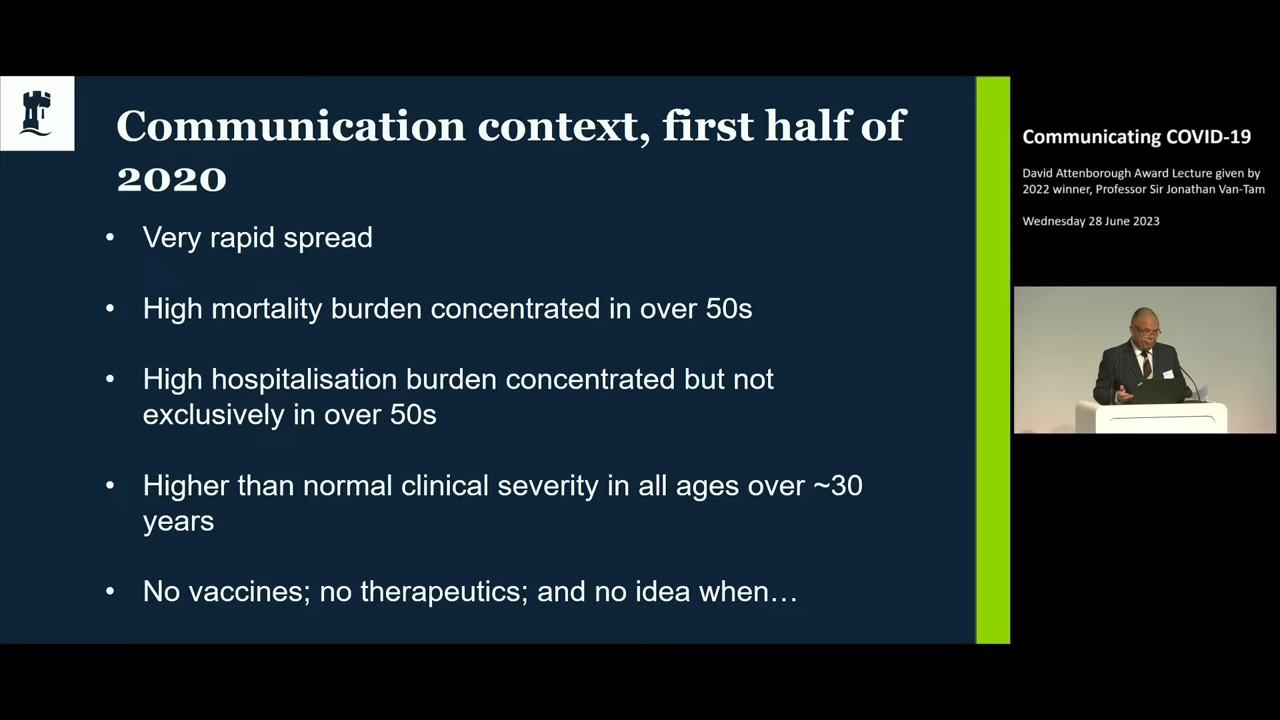 Communication context, first half of
2020
• Very rapid spread
• High mortality burden concentrated in over 50s
• High hospitalisation burden concentrated but not
exclusively in over 50s
• Higher than normal clinical severity in all ages over ~30
years
• No vaccines; no therapeutics; and no idea when…
Communicating COVID-19
David Attenborough Award Lecture given by
2022 winner, Professor Sir Jonathan Van-Tam
Wednesday 28 June 2023